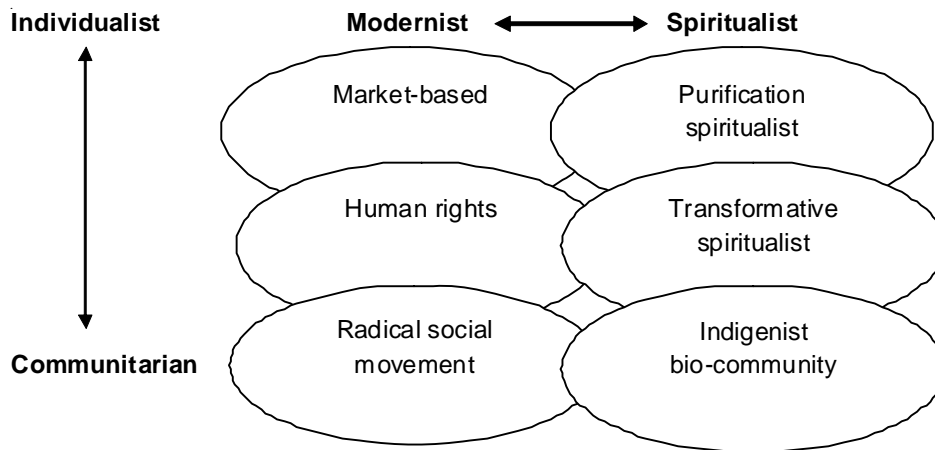 Individualist
Modernist
Spiritualist
Market-based
Purification
spiritualist
Human rights
Transformative
spiritualist
Radical social
movement
Indigenist
bio-community
Communitarian